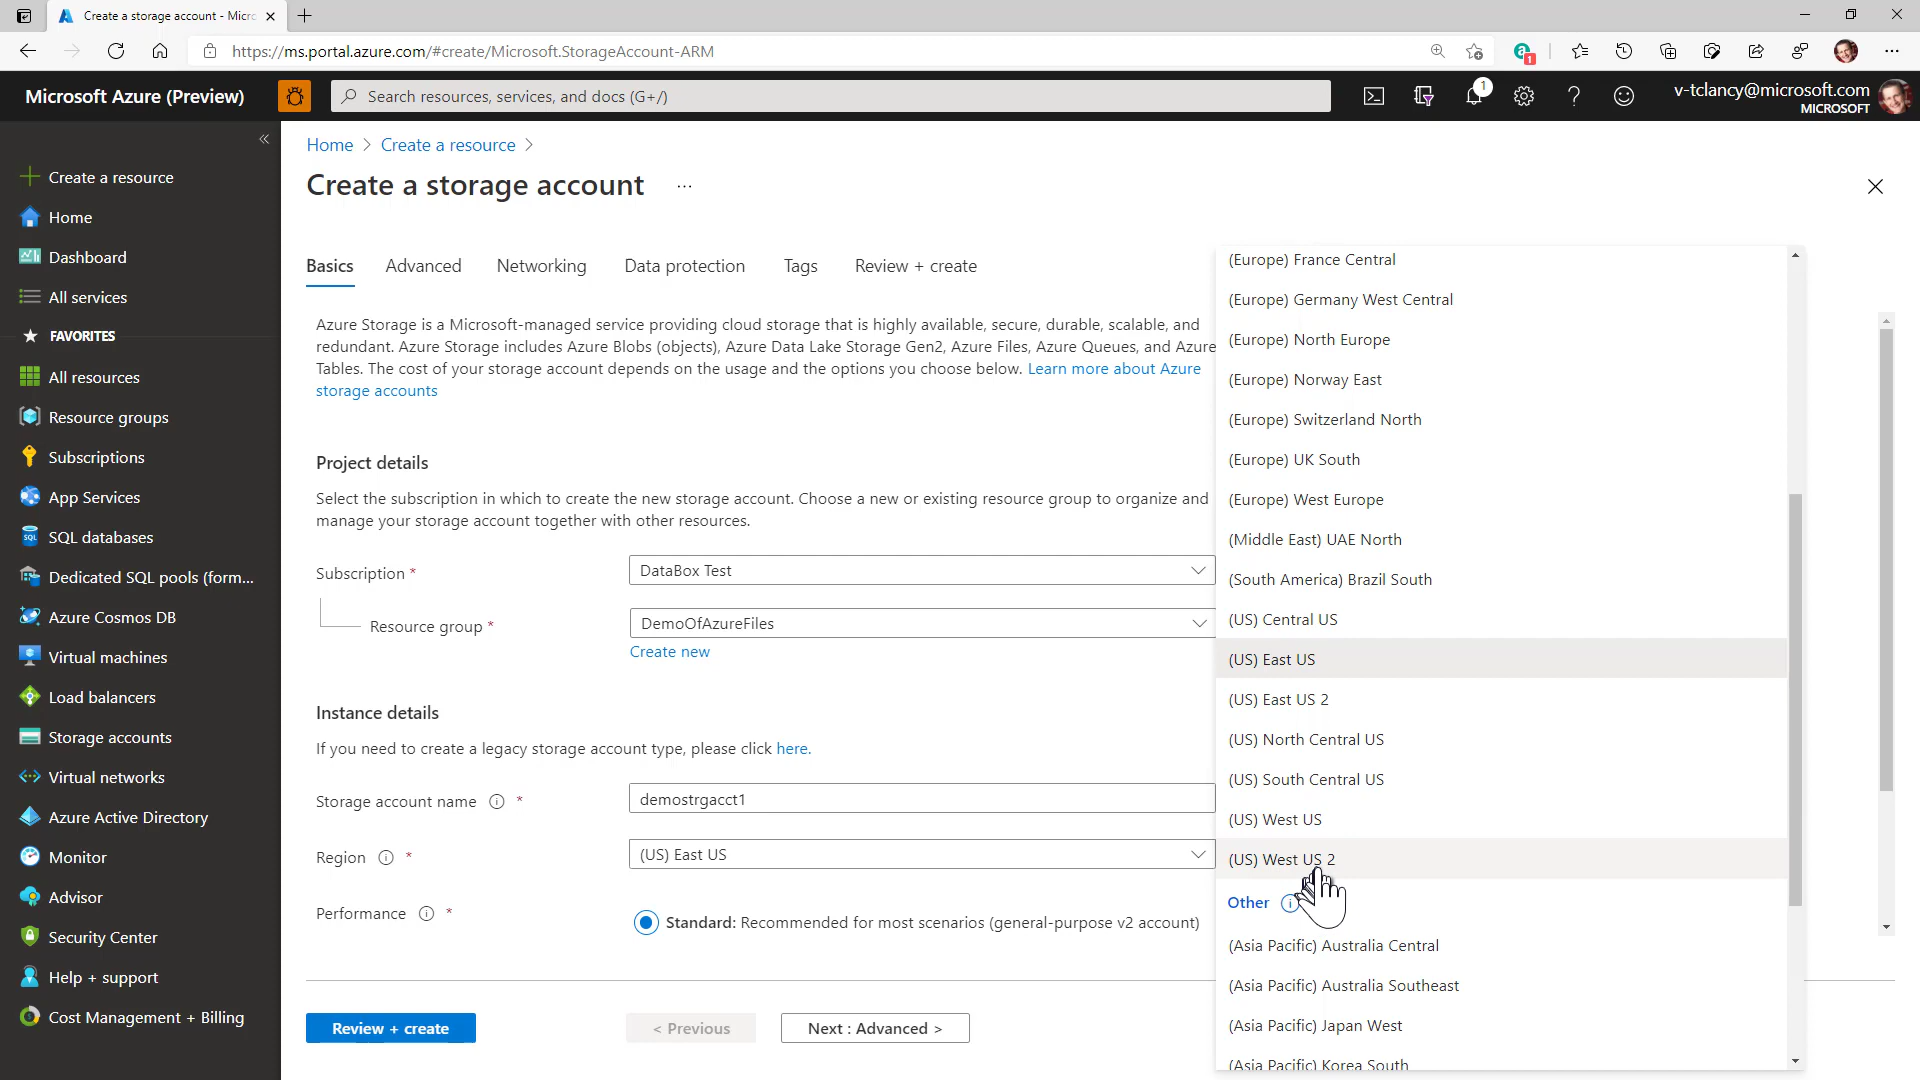 Create a storage account - Micr
https://ms.portal.azure.com/#create/Microsoft.StorageAccount-ARM
1
Microsoft Azure (Preview)
Search resources, services, and docs (G+/)
1
v-tclancy@microsoft.com
MICROSOFT
Create a resource
Home
Dashboard
All services
FAVORITES
All resources
Resource groups
Subscriptions
App Services
SQL databases
Dedicated SQL pools (form...
Azure Cosmos DB
Virtual machines
Load balancers
Storage accounts
Virtual networks
Azure Active Directory
Monitor
Advisor
Security Center
Help + support
Cost Management + Billing
Home > Create a resource >
Create a storage account ...
Basics Advanced Networking Data protection Tags Review + create
Azure Storage is a Microsoft-managed service providing cloud storage that is highly available, secure, durable, scalable, and
redundant. Azure Storage includes Azure Blobs (objects), Azure Data Lake Storage Gen2, Azure Files, Azure Queues, and Azure
Tables. The cost of your storage account depends on the usage and the options you choose below. Learn more about Azure
storage accounts
Project details
Select the subscription in which to create the new storage account. Choose a new or existing resource group to organize and
manage your storage account together with other resources.
Subscription * DataBox Test
Resource group * DemoOfAzureFiles
Create new
Instance details
If you need to create a legacy storage account type, please click here.
Storage account name * demostrgacct1
Region * (US) East US
Performance * Standard: Recommended for most scenarios (general-purpose v2 account)
Review + create < Previous Next : Advanced >
(Europe) France Central
(Europe) Germany West Central
(Europe) North Europe
(Europe) Norway East
(Europe) Switzerland North
(Europe) UK South
(Europe) West Europe
(Middle East) UAE North
(South America) Brazil South
(US) Central US
(US) East US
(US) East US 2
(US) North Central US
(US) South Central US
(US) West US
(US) West US 2
Other
(Asia Pacific) Australia Central
(Asia Pacific) Australia Southeast
(Asia Pacific) Japan West
(Asia Pacific) Korea South